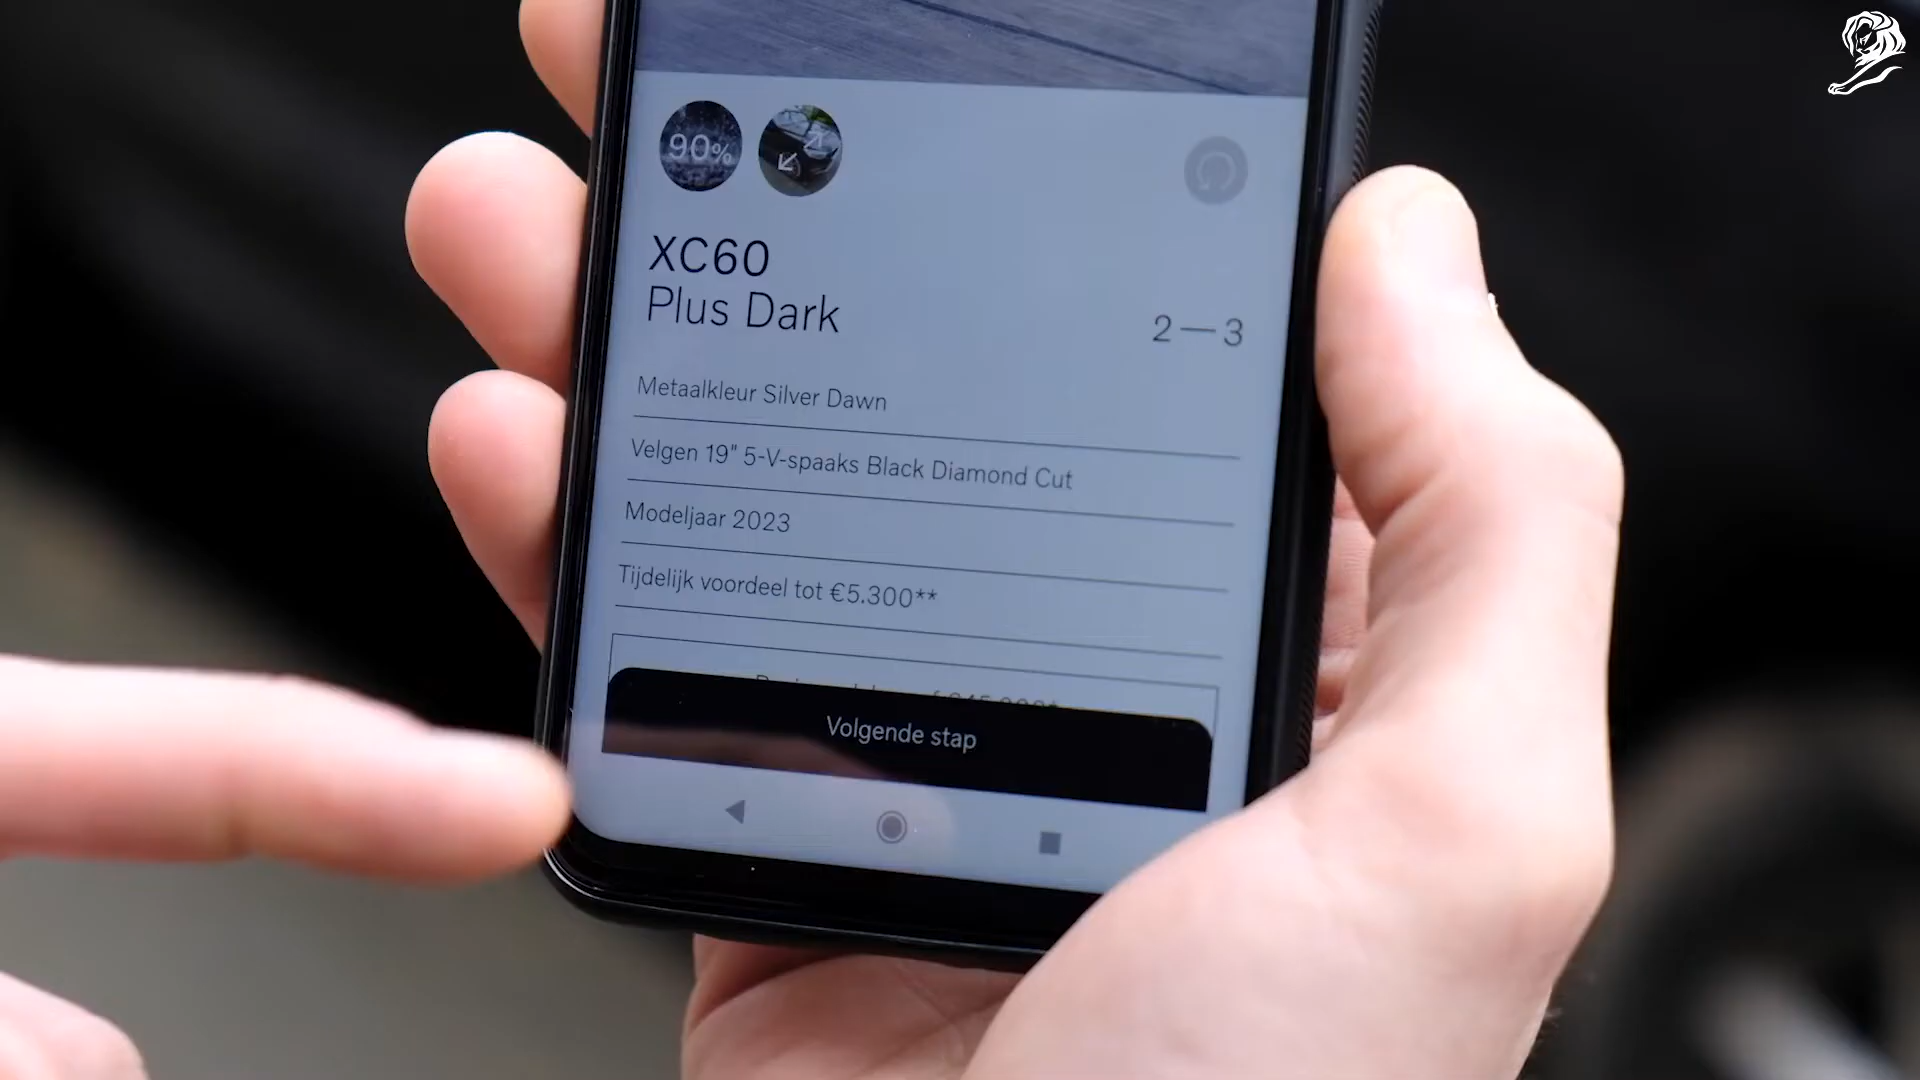 90%
XC60
Plus Dark
2—3
Metaalkleur Silver Dawn
Velgen 19" 5-V-spaaks Black Diamond Cut
Modeljaar 2023
Tijdelijk voordeel tot €5.300**
Volgende stap